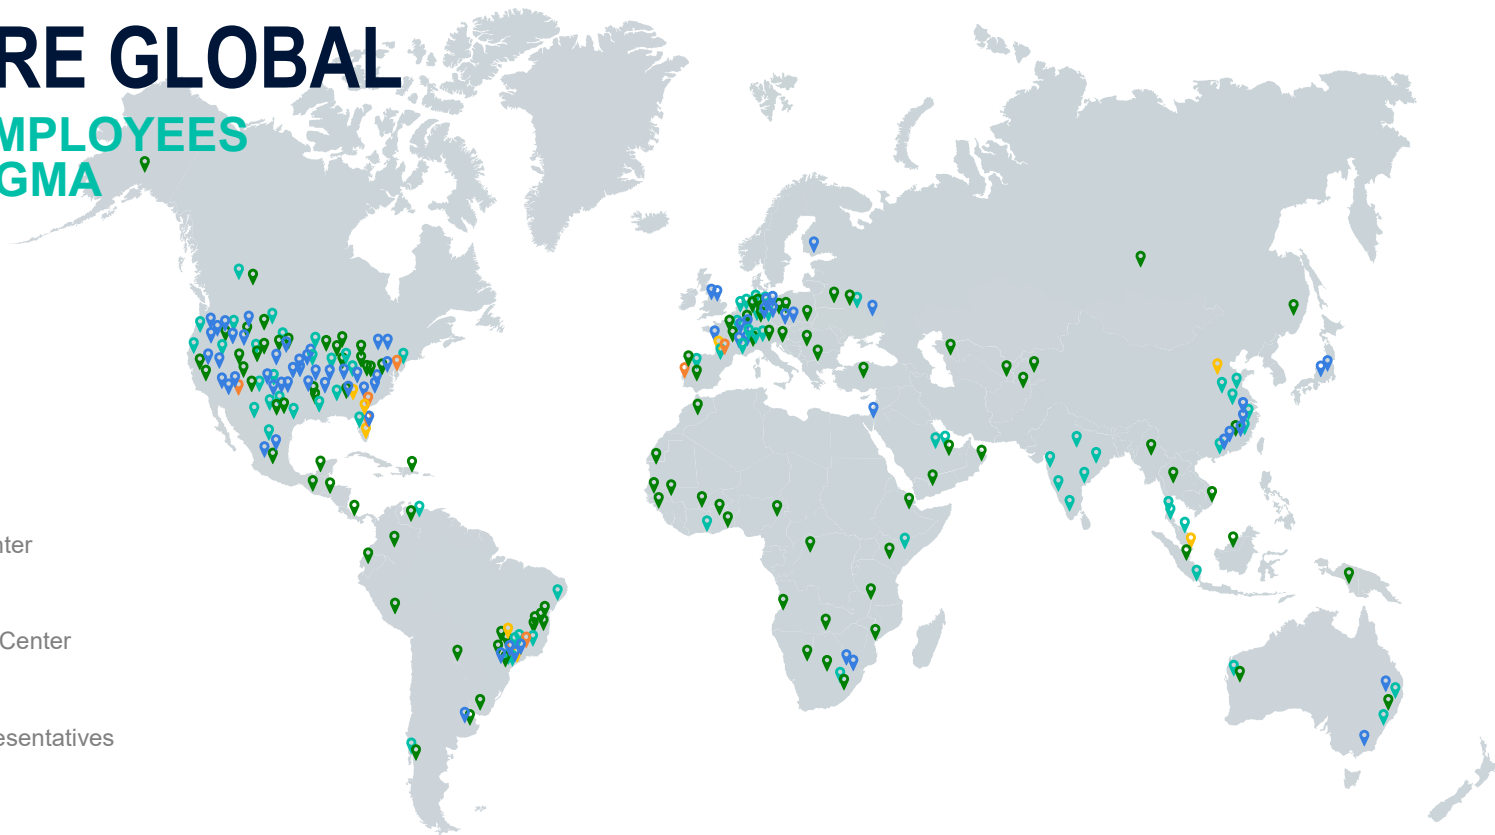 RE GLOBAL
MPLOYEES
GMA
nter
Center
esentatives